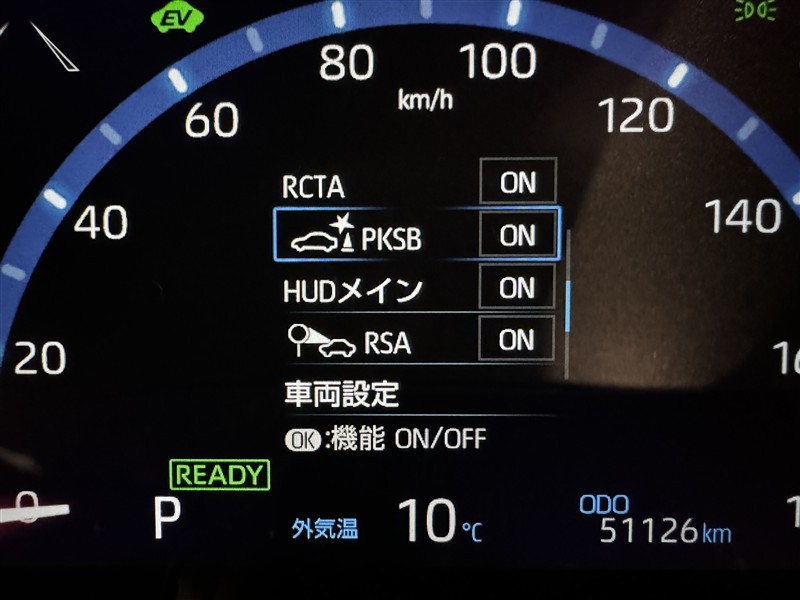 EV
80
100
km/h
60
120
RCTA ON
40
140
PKSB ON
HUDメイン ON
RSA ON
20
車両設定
OK:機能 ON/OFF
READY
0
P
外気温 10℃
ODO
51126km